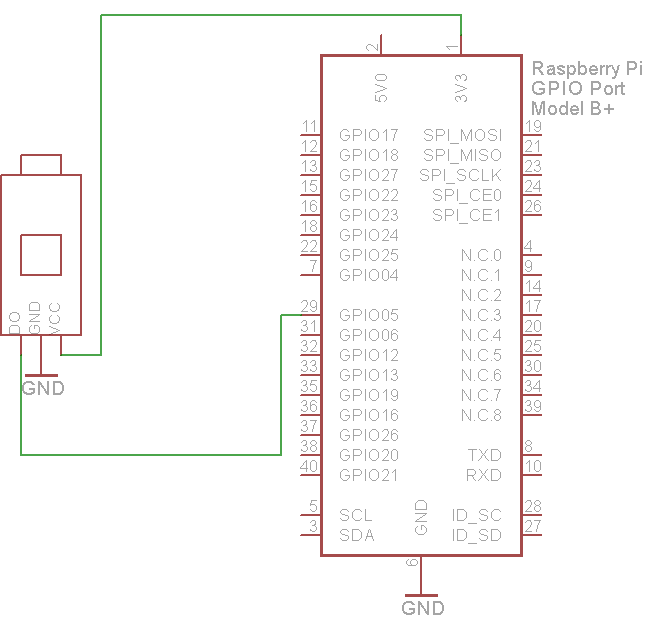 2
1
5V0
3V3
Raspberry Pi
GPIO Port
Model B+
11 GPIO17 SPI_MOSI 19
12 GPIO18 SPI_MISO 21
13 GPIO27 SPI_SCLK 23
15 GPIO22 SPI_CE0 24
16 GPIO23 SPI_CE1 26
18 GPIO24
22 GPIO25 N.C.0 4
7 GPIO04 N.C.1 9
N.C.2 14
29 GPIO05 N.C.3 17
31 GPIO06 N.C.4 20
32 GPIO12 N.C.5 25
33 GPIO13 N.C.6 30
35 GPIO19 N.C.7 34
36 GPIO16 N.C.8 39
37 GPIO26
38 GPIO20 TXD 8
40 GPIO21 RXD 10
5 SCL ID_SC 28
3 SDA ID_SD 27
GND
6
GND
DO
GND
VCC
GND